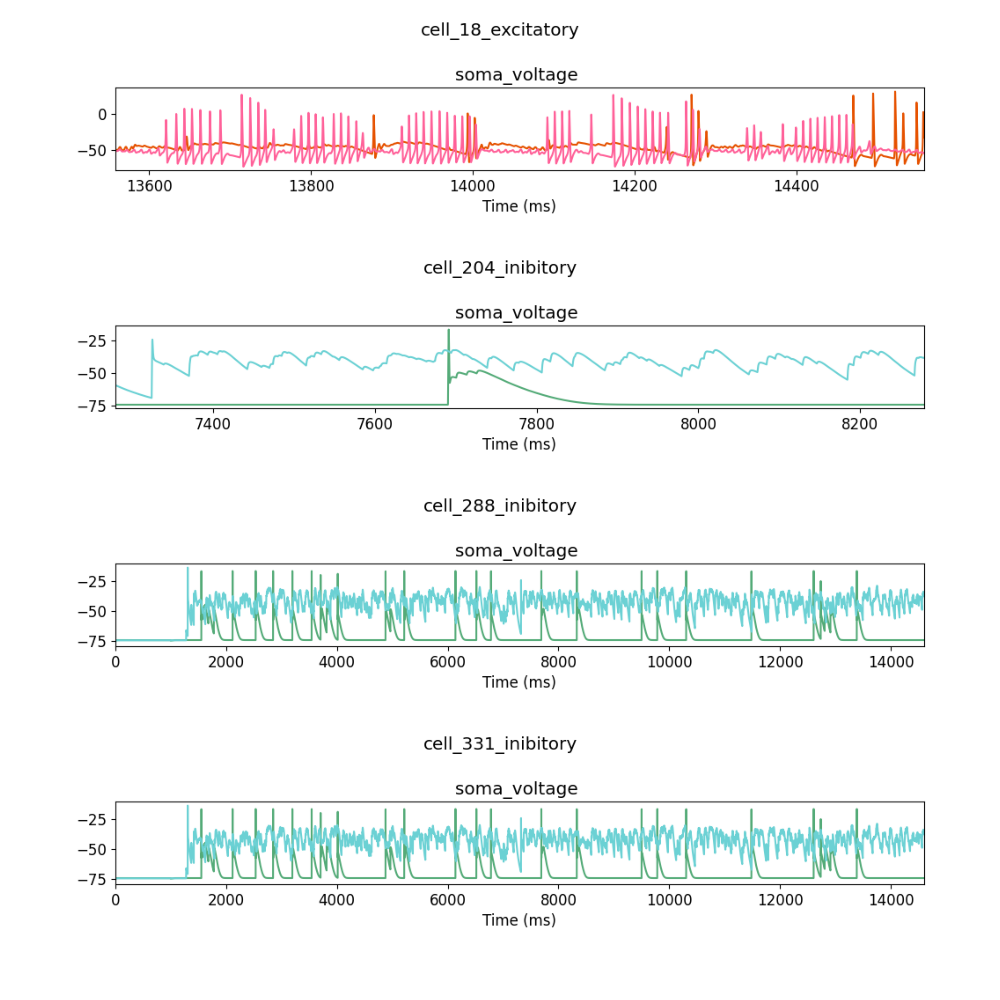 cell_18_excitatory
soma_voltage
0
−50
13600 13800 14000 14200 14400
Time (ms)
cell_204_inibitory
soma_voltage
−25
−50
−75
7400 7600 7800 8000 8200
Time (ms)
cell_288_inibitory
soma_voltage
−25
−50
−75
0 2000 4000 6000 8000 10000 12000 14000
Time (ms)
cell_331_inibitory
soma_voltage
−25
−50
−75
0 2000 4000 6000 8000 10000 12000 14000
Time (ms)